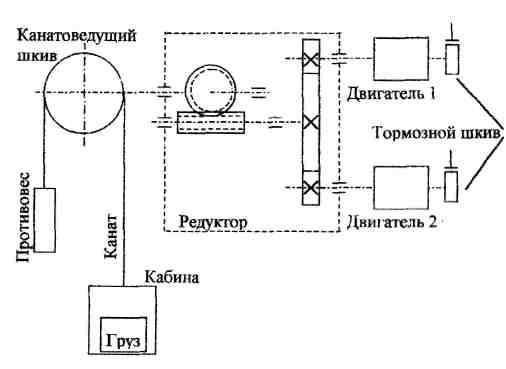 Канатоведущий
шкив
Двигатель 1
Тормозной шкив
Противовес
Канат
Редуктор
Двигатель 2
Кабина
Груз